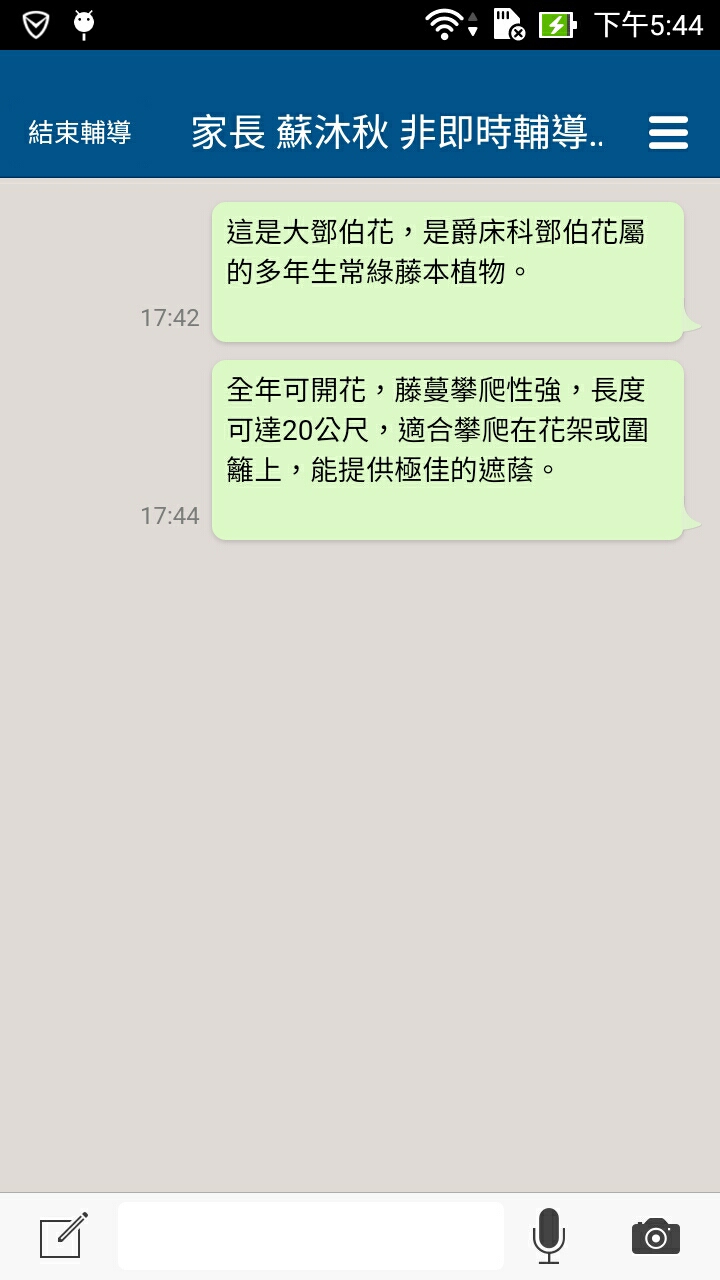 下午5:44
結束輔導
家長 蘇沐秋 非即時輔導..
這是大鄧伯花，是爵床科鄧伯花屬
的多年生常綠藤本植物。
17:42
全年可開花，藤蔓攀爬性強，長度
可達20公尺，適合攀爬在花架或圍
籬上，能提供極佳的遮蔭。
17:44